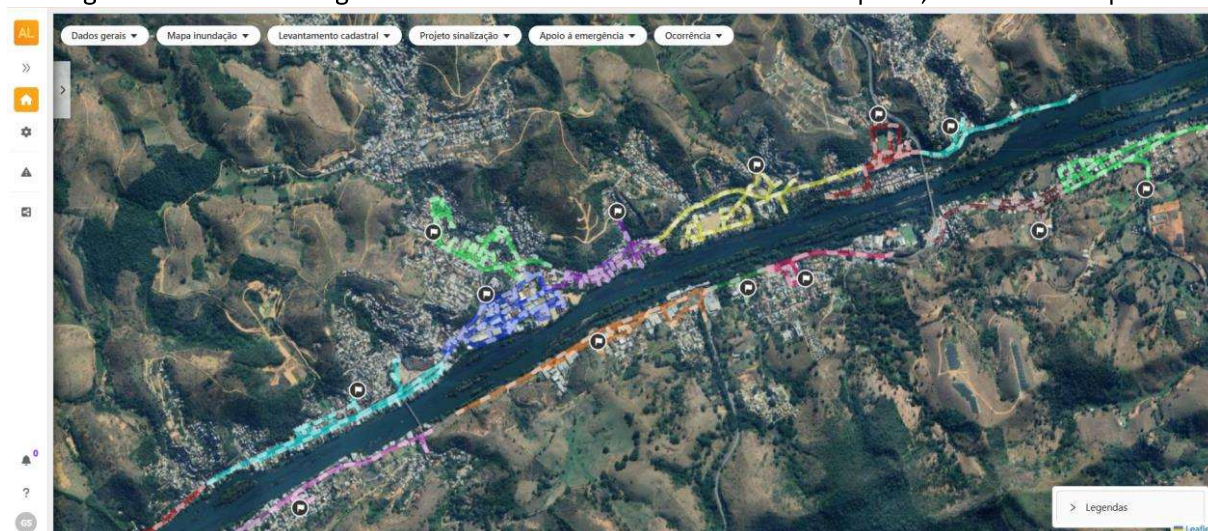 AL
Dados gerais
Mapa inundação
Levantamento cadastral
Projeto sinalização
Apoio à emergência
Ocorrência
0
?
GS
Legendas